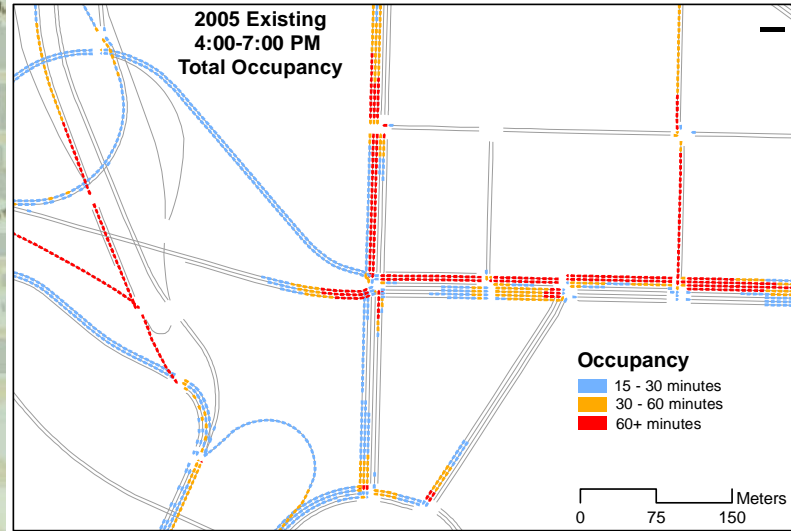 2005 Existing
4:00-7:00 PM
Total Occupancy
Occupancy
15 - 30 minutes
30 - 60 minutes
60+ minutes
Meters
0 75 150